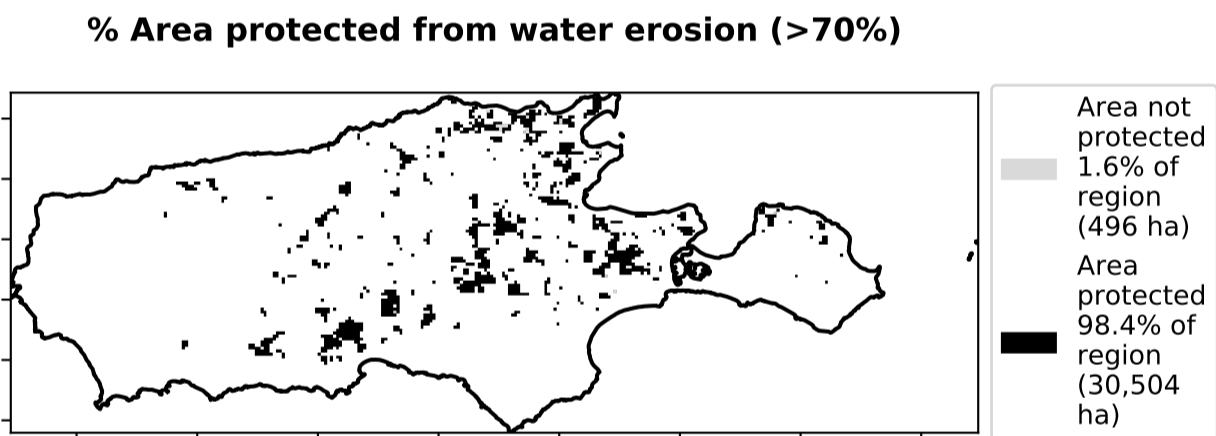 % Area protected from water erosion (>70%)
Area not
protected
1.6% of
region
(496 ha)
Area
protected
98.4% of
region
(30,504
ha)